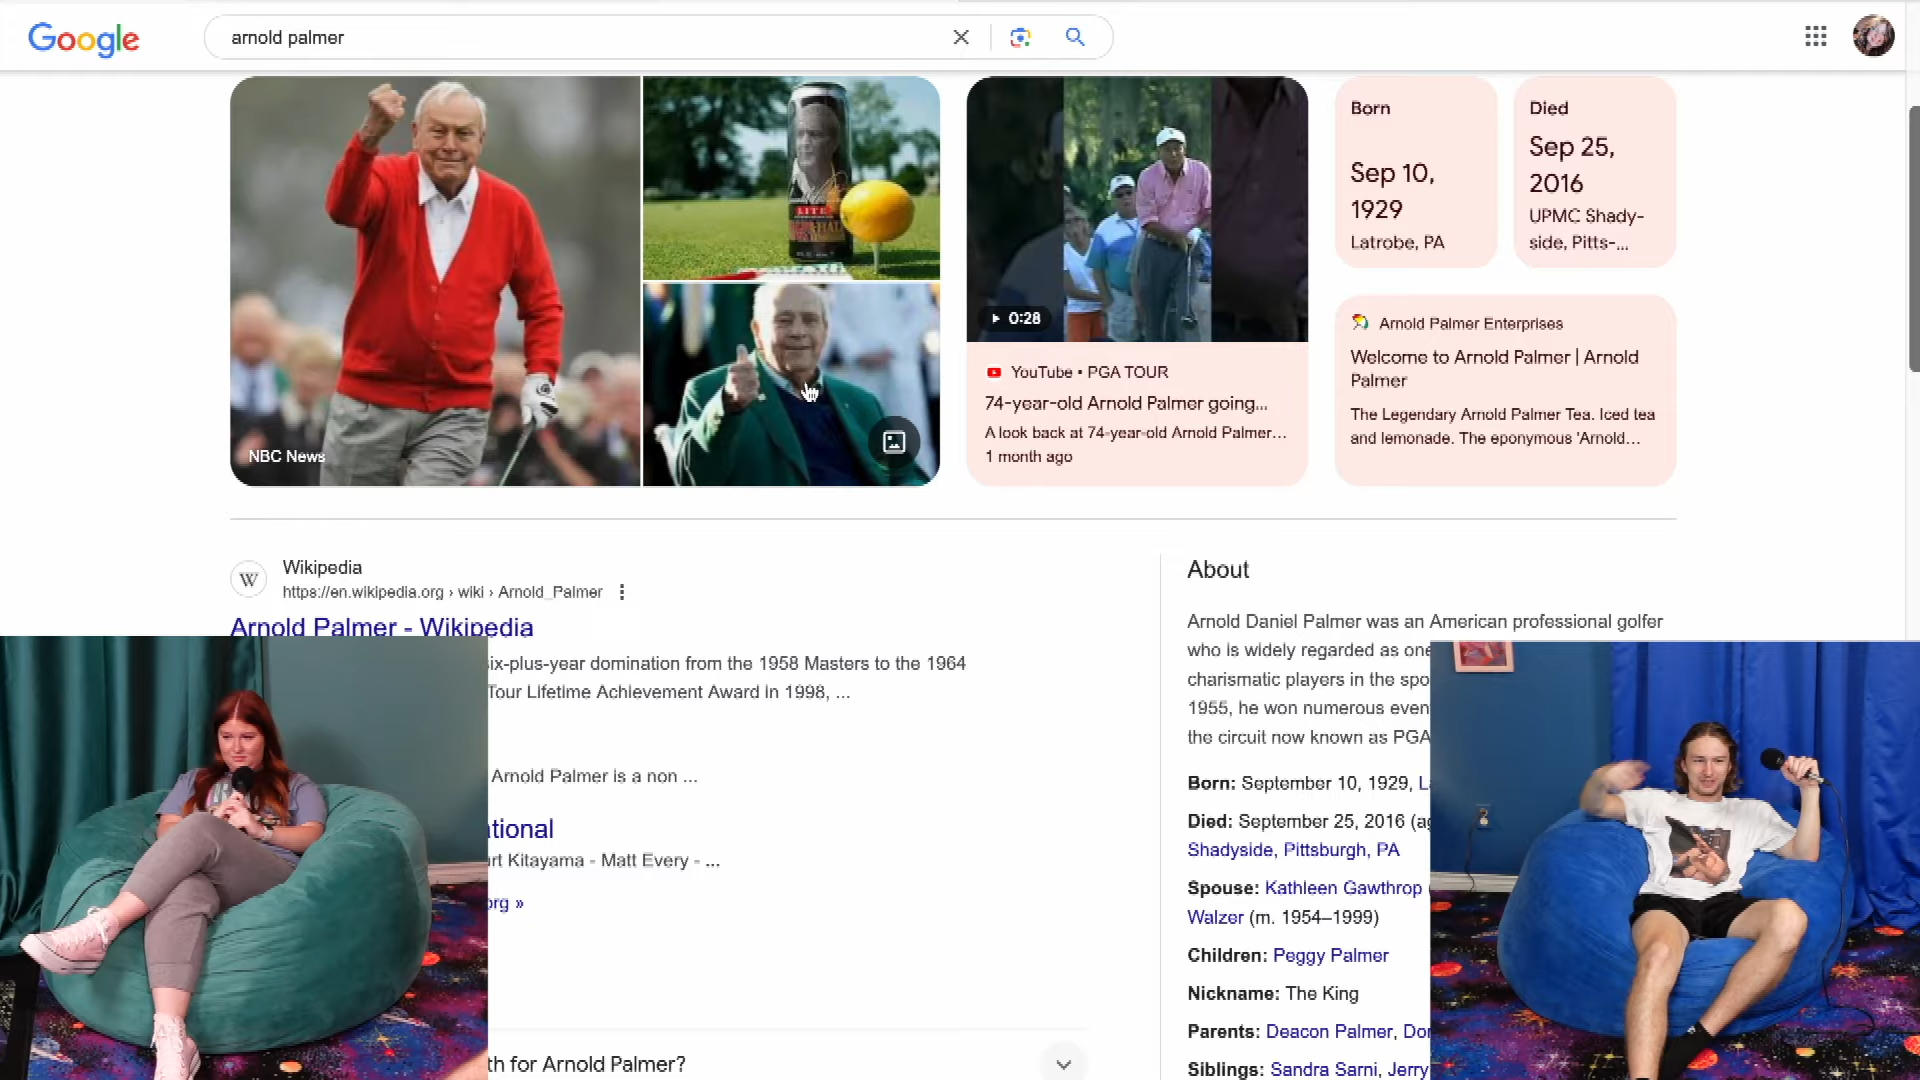 Google
arnold palmer
NBC News
LITE
0:28
YouTube • PGA TOUR
74-year-old Arnold Palmer going...
A look back at 74-year-old Arnold Palmer...
1 month ago
Born
Sep 10,
1929
Latrobe, PA
Died
Sep 25,
2016
UPMC Shady-
side, Pitts-...
Arnold Palmer Enterprises
Welcome to Arnold Palmer | Arnold
Palmer
The Legendary Arnold Palmer Tea. Iced tea
and lemonade. The eponymous 'Arnold...
W
Wikipedia
https://en.wikipedia.org › wiki › Arnold_Palmer
Arnold Palmer - Wikipedia
ix-plus-year domination from the 1958 Masters to the 1964
Tour Lifetime Achievement Award in 1998, ...
Arnold Palmer is a non ...
ational
rt Kitayama - Matt Every - ...
org »
th for Arnold Palmer?
About
Arnold Daniel Palmer was an American professional golfer
who is widely regarded as one
charismatic players in the spo
1955, he won numerous even
the circuit now known as PGA
Born: September 10, 1929, L
Died: September 25, 2016 (ag
Shadyside, Pittsburgh, PA
Spouse: Kathleen Gawthrop
Walzer (m. 1954–1999)
Children: Peggy Palmer
Nickname: The King
Parents: Deacon Palmer, Do
Siblings: Sandra Sarni, Jerry